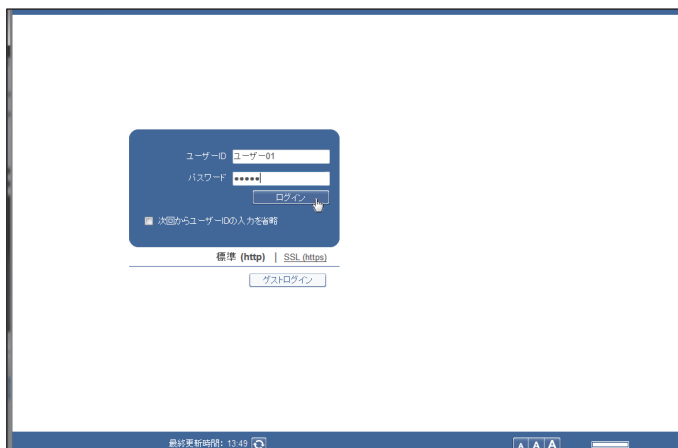 ユーザーID ユーザー01
パスワード •••••
ログイン
次回からユーザーIDの入力を省略
標準 (http) | SSL (https)
ゲストログイン
最終更新時間: 13:49 A A A